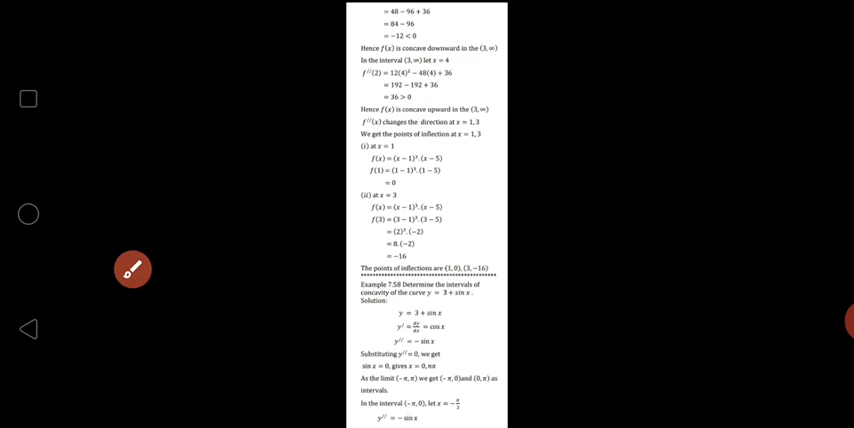 = 48 − 96 + 36
= 84 − 96
= −12 < 0
Hence f(x) is concave downward in the (3, ∞)
In the interval (3, ∞) let x = 4
f//(2) = 12(4)² − 48(4) + 36
= 192 − 192 + 36
= 36 > 0
Hence f(x) is concave upward in the (3, ∞)
f//(x) changes the direction at x = 1, 3
We get the points of inflection at x = 1, 3
(i) at x = 1
f(x) = (x − 1)³. (x − 5)
f(1) = (1 − 1)³. (1 − 5)
= 0
(ii) at x = 3
f(x) = (x − 1)³. (x − 5)
f(3) = (3 − 1)³. (3 − 5)
= (2)³. (−2)
= 8. (−2)
= −16
The points of inflections are (1, 0), (3, −16)
**********************************************
Example 7.58 Determine the intervals of
concavity of the curve y = 3 + sin x .
Solution:
y = 3 + sin x
y/ = dy/dx = cos x
y// = − sin x
Substituting y// = 0, we get
sin x = 0, gives x = 0, nπ
As the limit (− π, π) we get (− π, 0)and (0, π) as
intervals.
In the interval (− π, 0), let x = − π/2
y// = − sin x